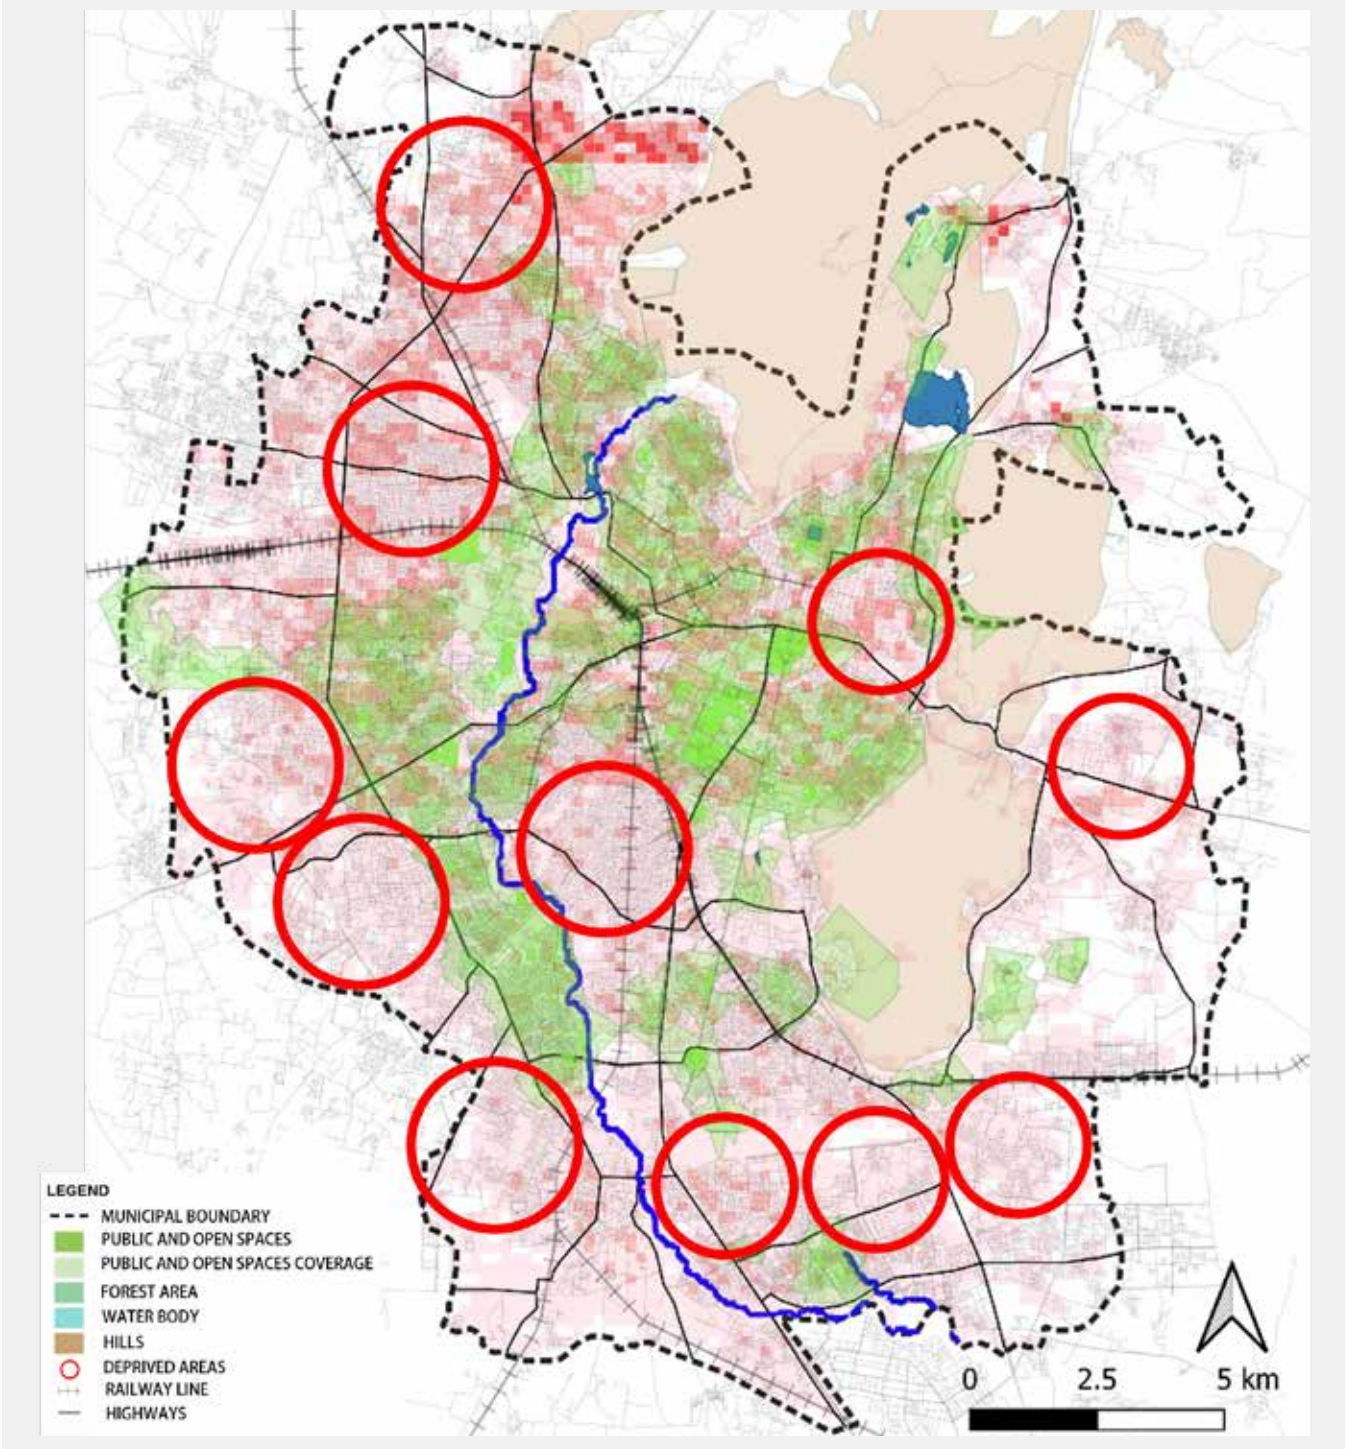 LEGEND
MUNICIPAL BOUNDARY
PUBLIC AND OPEN SPACES
PUBLIC AND OPEN SPACES COVERAGE
FOREST AREA
WATER BODY
HILLS
DEPRIVED AREAS
RAILWAY LINE
HIGHWAYS
0 2.5 5 km